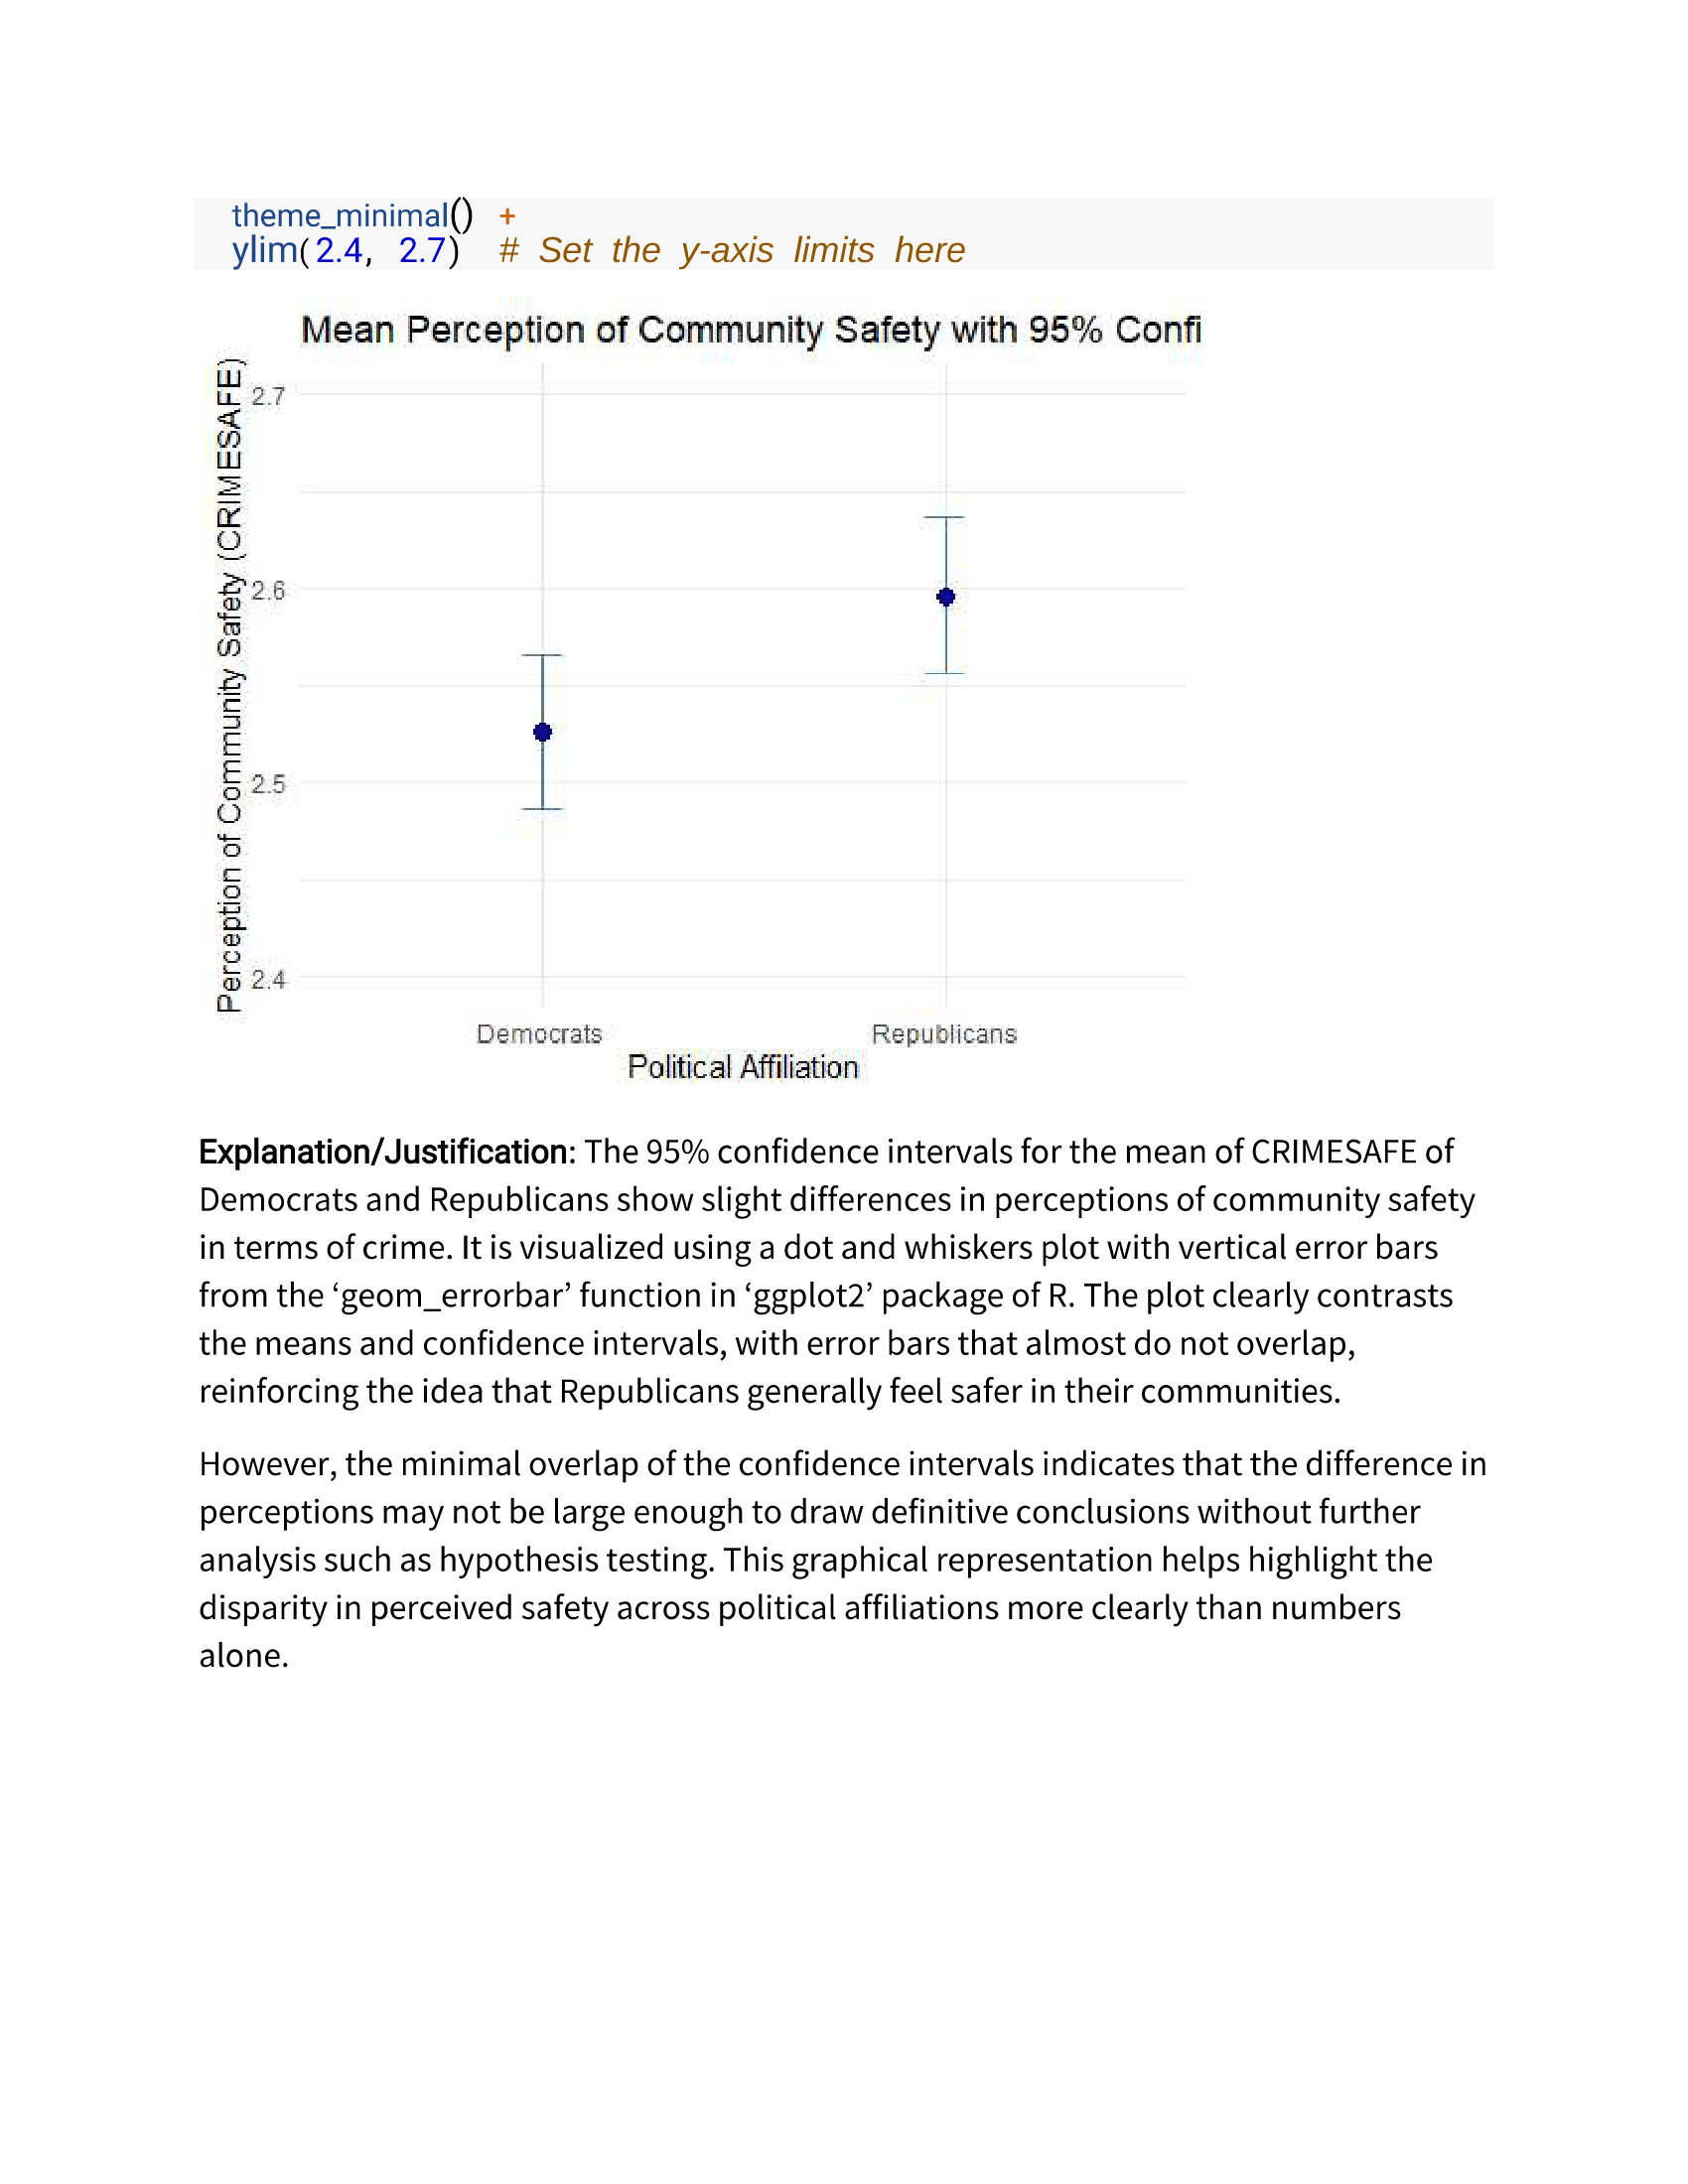 theme_minimal() +
ylim(2.4, 2.7) # Set the y-axis limits here
Mean Perception of Community Safety with 95% Confi
Perception of Community Safety (CRIMESAFE)
2.7
2.6
2.5
2.4
Democrats Republicans
Political Affiliation
Explanation/Justification: The 95% confidence intervals for the mean of CRIMESAFE of
Democrats and Republicans show slight differences in perceptions of community safety
in terms of crime. It is visualized using a dot and whiskers plot with vertical error bars
from the ‘geom_errorbar’ function in ‘ggplot2’ package of R. The plot clearly contrasts
the means and confidence intervals, with error bars that almost do not overlap,
reinforcing the idea that Republicans generally feel safer in their communities.
However, the minimal overlap of the confidence intervals indicates that the difference in
perceptions may not be large enough to draw definitive conclusions without further
analysis such as hypothesis testing. This graphical representation helps highlight the
disparity in perceived safety across political affiliations more clearly than numbers
alone.